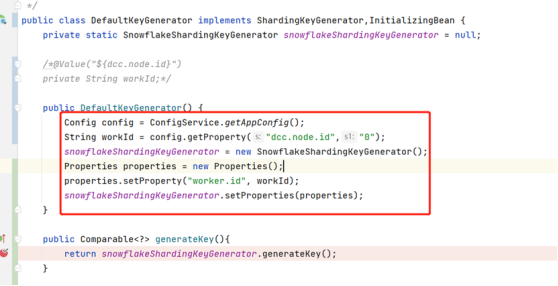 */
public class DefaultKeyGenerator implements ShardingKeyGenerator,InitializingBean {
private static SnowflakeShardingKeyGenerator snowflakeShardingKeyGenerator = null;
/*@Value("${dcc.node.id}")
private String workId;*/
public DefaultKeyGenerator() {
Config config = ConfigService.getAppConfig();
String workId = config.getProperty( s: "dcc.node.id", s1: "0");
snowflakeShardingKeyGenerator = new SnowflakeShardingKeyGenerator();
Properties properties = new Properties();
properties.setProperty("worker.id", workId);
snowflakeShardingKeyGenerator.setProperties(properties);
}
public Comparable<?> generateKey(){
return snowflakeShardingKeyGenerator.generateKey();
}